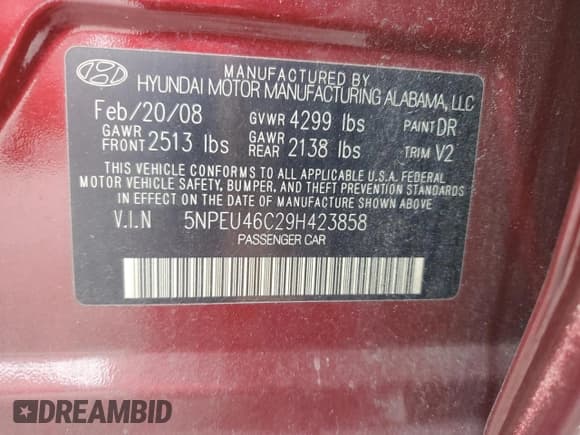 MANUFACTURED BY
HYUNDAI MOTOR MANUFACTURING ALABAMA, LLC
Feb/20/08 GVWR 4299 lbs PAINT DR
GAWR FRONT 2513 lbs GAWR REAR 2138 lbs TRIM V2
THIS VEHICLE CONFORMS TO ALL APPLICABLE U.S.A. FEDERAL
MOTOR VEHICLE SAFETY, BUMPER, AND THEFT PREVENTION STANDARDS
IN EFFECT ON THE DATE OF MANUFACTURE SHOWN ABOVE
V.I.N 5NPEU46C29H423858
PASSENGER CAR
DREAMBID